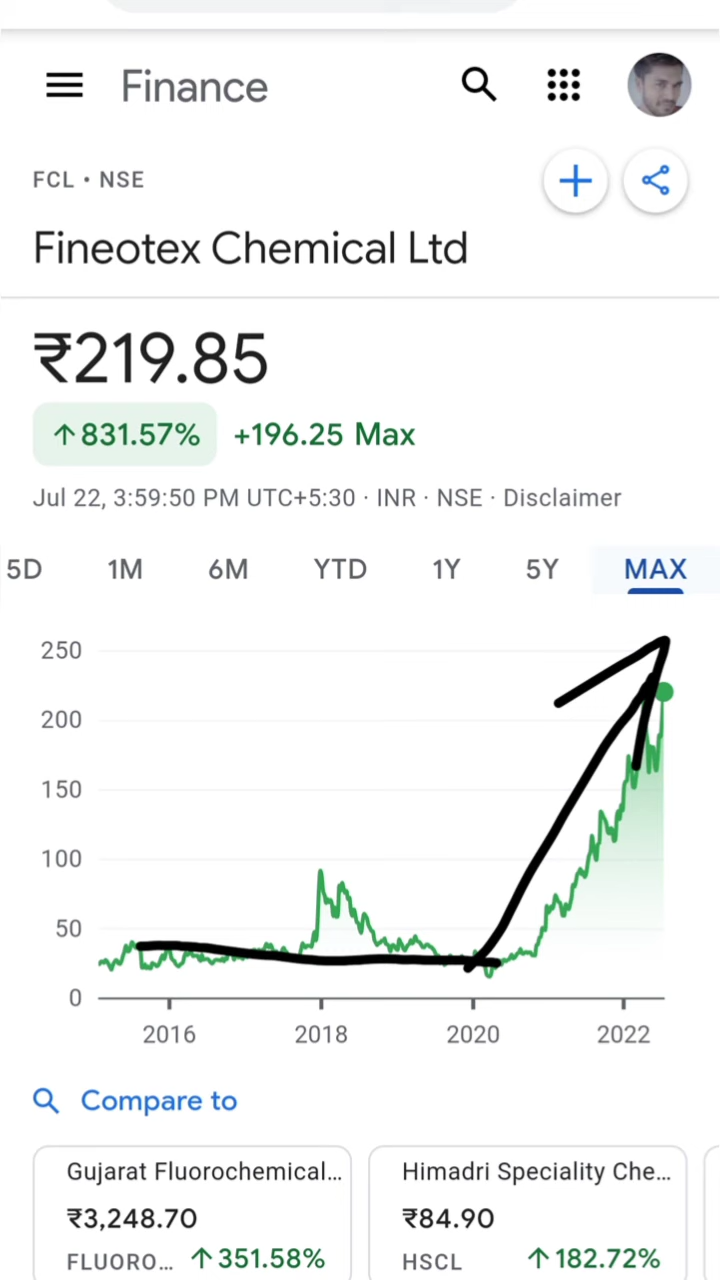 Finance
FCL • NSE
Fineotex Chemical Ltd
₹219.85
↑831.57% +196.25 Max
Jul 22, 3:59:50 PM UTC+5:30 · INR · NSE · Disclaimer
5D 1M 6M YTD 1Y 5Y MAX
250
200
150
100
50
0
2016 2018 2020 2022
Compare to
Gujarat Fluorochemical... Himadri Speciality Che...
₹3,248.70 ₹84.90
FLUORO... ↑351.58% HSCL ↑182.72%